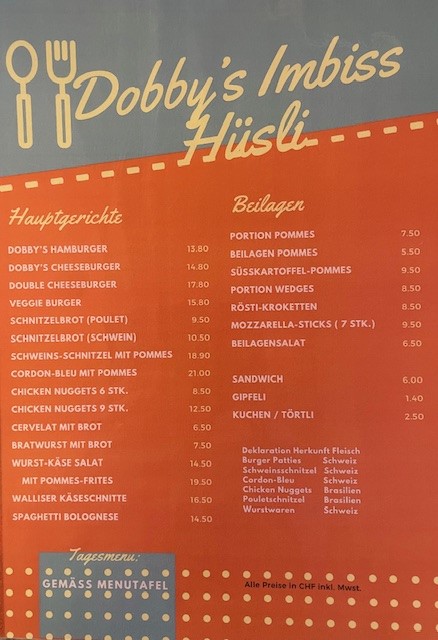 Dobby's Imbiss
Hüsli
Hauptgerichte
DOBBY'S HAMBURGER 13.80
DOBBY'S CHEESEBURGER 14.80
DOUBLE CHEESEBURGER 17.80
VEGGIE BURGER 15.80
SCHNITZELBROT (POULET) 9.50
SCHNITZELBROT (SCHWEIN) 10.50
SCHWEINS-SCHNITZEL MIT POMMES 18.90
CORDON-BLEU MIT POMMES 21.00
CHICKEN NUGGETS 6 STK. 8.50
CHICKEN NUGGETS 9 STK. 12.50
CERVELAT MIT BROT 6.50
BRATWURST MIT BROT 7.50
WURST-KÄSE SALAT 14.50
MIT POMMES-FRITES 19.50
WALLISER KÄSESCHNITTE 16.50
SPAGHETTI BOLOGNESE 14.50
Beilagen
PORTION POMMES 7.50
BEILAGEN POMMES 5.50
SÜSSKARTOFFEL-POMMES 9.50
PORTION WEDGES 8.50
RÖSTI-KROKETTEN 8.50
MOZZARELLA-STICKS ( 7 STK.) 9.50
BEILAGENSALAT 6.50
SANDWICH 6.00
GIPFELI 1.40
KUCHEN / TÖRTLI 2.50
Deklaration Herkunft Fleisch
Burger Patties Schweiz
Schweinsschnitzel Schweiz
Cordon-Bleu Schweiz
Chicken Nuggets Brasilien
Pouletschnitzel Brasilien
Wurstwaren Schweiz
Tagesmenu:
GEMÄSS MENUTAFEL
Alle Preise in CHF inkl. Mwst.